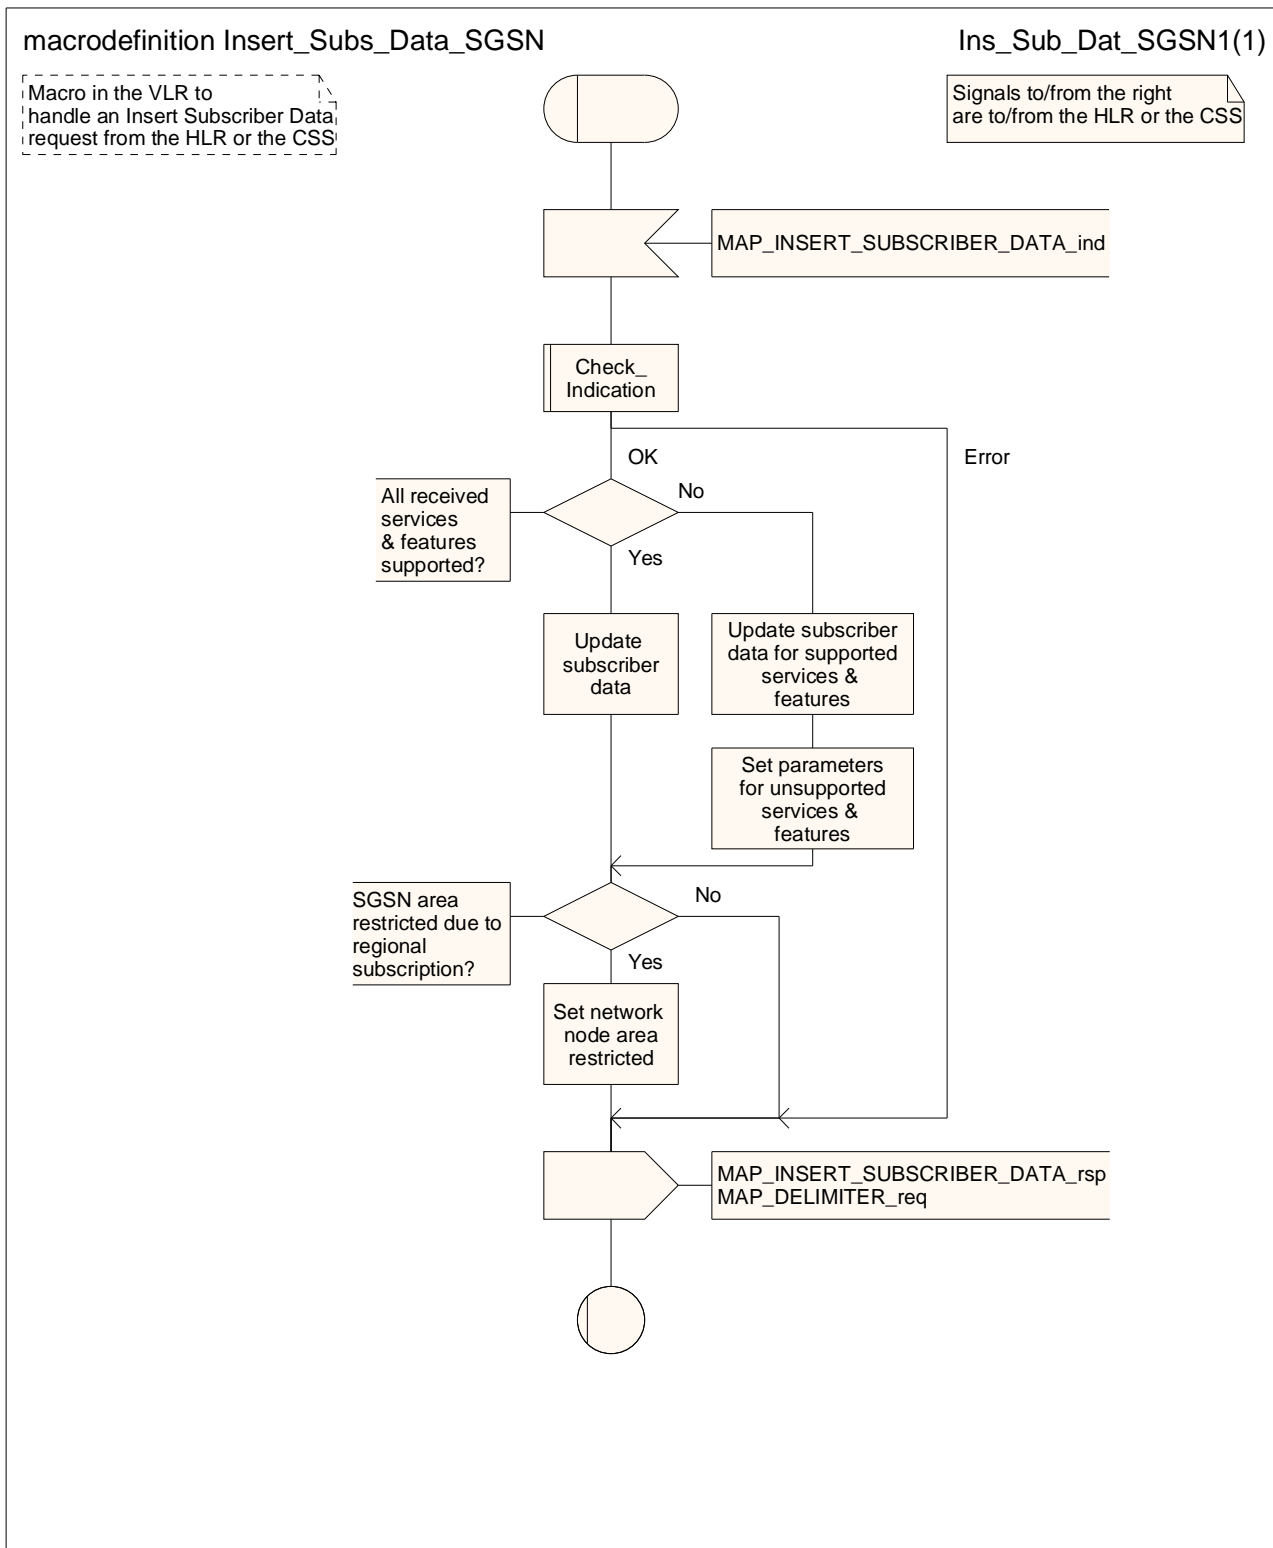 macrodefinition Insert_Subs_Data_SGSN
Ins_Sub_Dat_SGSN1(1)
Macro in the VLR to
handle an Insert Subscriber Data
request from the HLR or the CSS
Signals to/from the right
are to/from the HLR or the CSS
MAP_INSERT_SUBSCRIBER_DATA_ind
Check_
Indication
OK
Error
All received
services
& features
supported?
No
Yes
Update
subscriber
data
Update subscriber
data for supported
services &
features
Set parameters
for unsupported
services &
features
SGSN area
restricted due to
regional
subscription?
No
Yes
Set network
node area
restricted
MAP_INSERT_SUBSCRIBER_DATA_rsp
MAP_DELIMITER_req